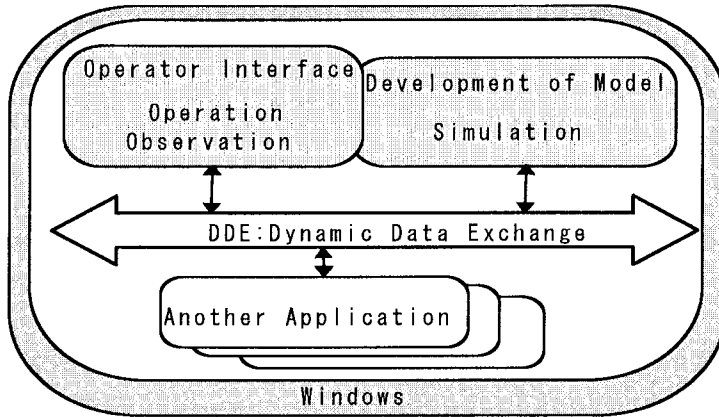 Operator Interface
Operation
Observation
Development of Model
Simulation
DDE:Dynamic Data Exchange
Another Application
Windows